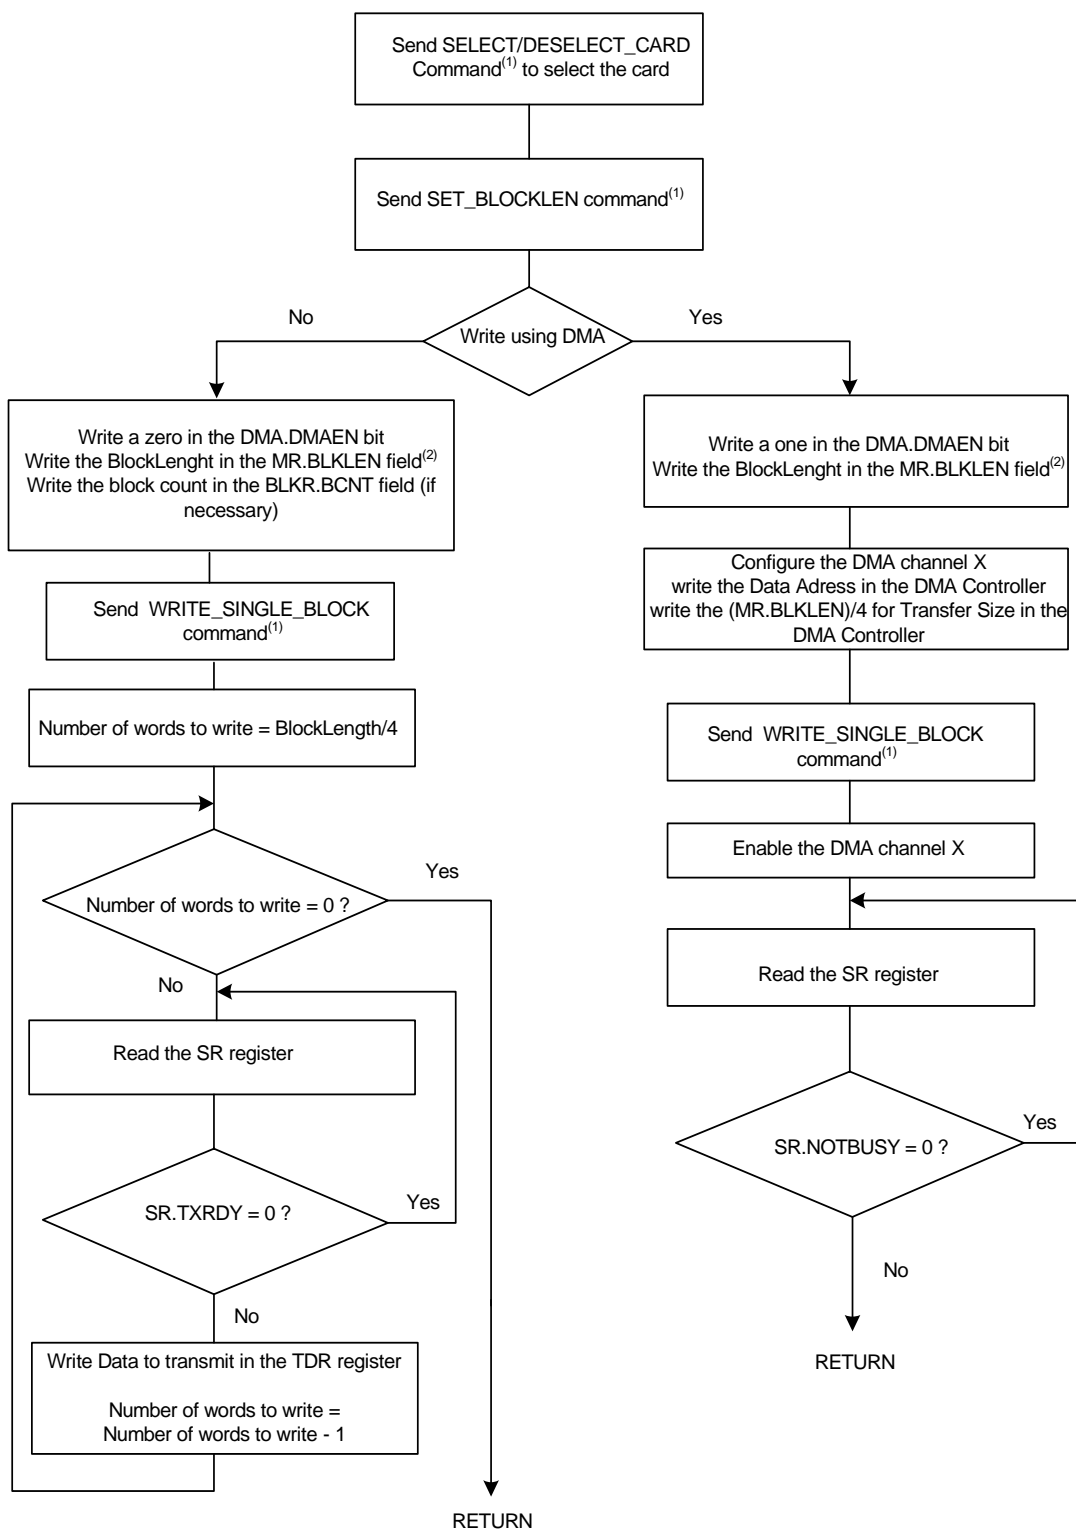 Send SELECT/DESELECT_CARD
Command(1) to select the card
Send SET_BLOCKLEN command(1)
Write using DMA
No
Yes
Write a zero in the DMA.DMAEN bit
Write the BlockLenght in the MR.BLKLEN field(2)
Write the block count in the BLKR.BCNT field (if
necessary)
Send WRITE_SINGLE_BLOCK
command(1)
Number of words to write = BlockLength/4
Number of words to write = 0 ?
Yes
No
Read the SR register
SR.TXRDY = 0 ?
Yes
No
Write Data to transmit in the TDR register
Number of words to write =
Number of words to write - 1
RETURN
Write a one in the DMA.DMAEN bit
Write the BlockLenght in the MR.BLKLEN field(2)
Configure the DMA channel X
write the Data Adress in the DMA Controller
write the (MR.BLKLEN)/4 for Transfer Size in the
DMA Controller
Send WRITE_SINGLE_BLOCK
command(1)
Enable the DMA channel X
Read the SR register
SR.NOTBUSY = 0 ?
Yes
No
RETURN